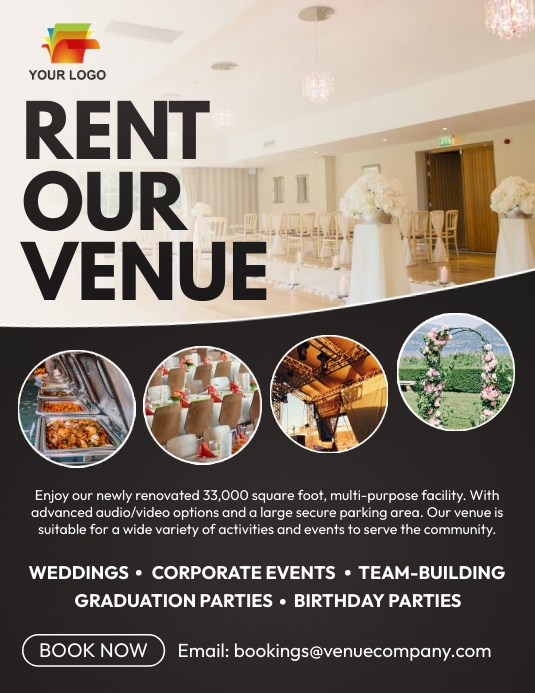 YOUR LOGO
RENT
OUR
VENUE
Enjoy our newly renovated 33,000 square foot, multi-purpose facility. With
advanced audio/video options and a large secure parking area. Our venue is
suitable for a wide variety of activities and events to serve the community.
WEDDINGS • CORPORATE EVENTS • TEAM-BUILDING
GRADUATION PARTIES • BIRTHDAY PARTIES
BOOK NOW Email: bookings@venuecompany.com